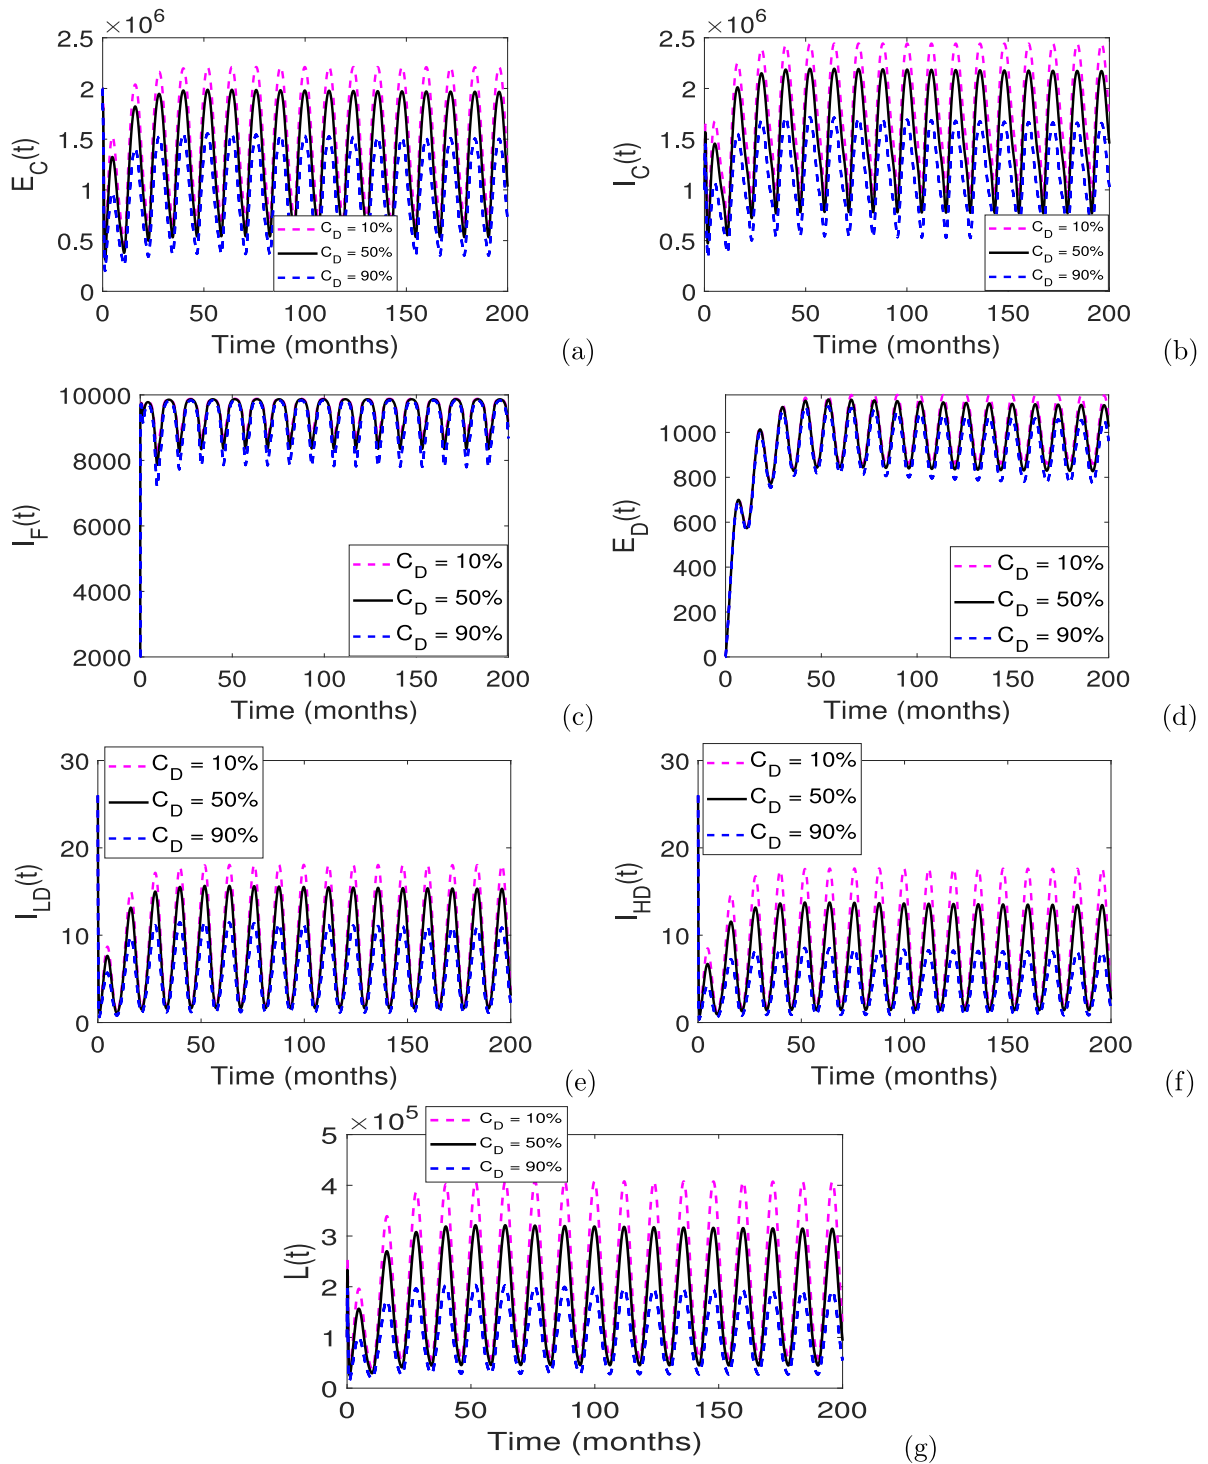 ×10^6
2.5
2
1.5
1
0.5
0
E_C(t)
C_D = 10%
C_D = 50%
C_D = 90%
0 50 100 150 200
Time (months)
(a)
×10^6
2.5
2
1.5
1
0.5
0
I_C(t)
C_D = 10%
C_D = 50%
C_D = 90%
0 50 100 150 200
Time (months)
(b)
10000
8000
6000
4000
2000
I_F(t)
C_D = 10%
C_D = 50%
C_D = 90%
0 50 100 150 200
Time (months)
(c)
1000
800
600
400
200
0
E_D(t)
C_D = 10%
C_D = 50%
C_D = 90%
0 50 100 150 200
Time (months)
(d)
30
20
10
0
I_LD(t)
C_D = 10%
C_D = 50%
C_D = 90%
0 50 100 150 200
Time (months)
(e)
30
20
10
0
I_HD(t)
C_D = 10%
C_D = 50%
C_D = 90%
0 50 100 150 200
Time (months)
(f)
×10^5
5
4
3
2
1
0
L(t)
C_D = 10%
C_D = 50%
C_D = 90%
0 50 100 150 200
Time (months)
(g)